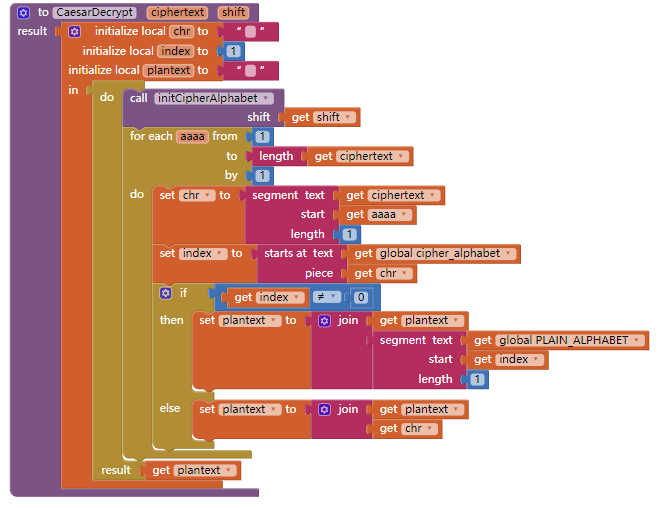 to CaesarDecrypt ciphertext shift
result initialize local chr to " "
initialize local index to 1
initialize local plantext to " "
in do call initCipherAlphabet
shift get shift
for each aaaa from 1
to length get ciphertext
by 1
do set chr to segment text get ciphertext
start get aaaa
length 1
set index to starts at text get global cipher_alphabet
piece get chr
if get index ≠ 0
then set plantext to join get plantext
segment text get global PLAIN_ALPHABET
start get index
length 1
else set plantext to join get plantext
get chr
result get plantext